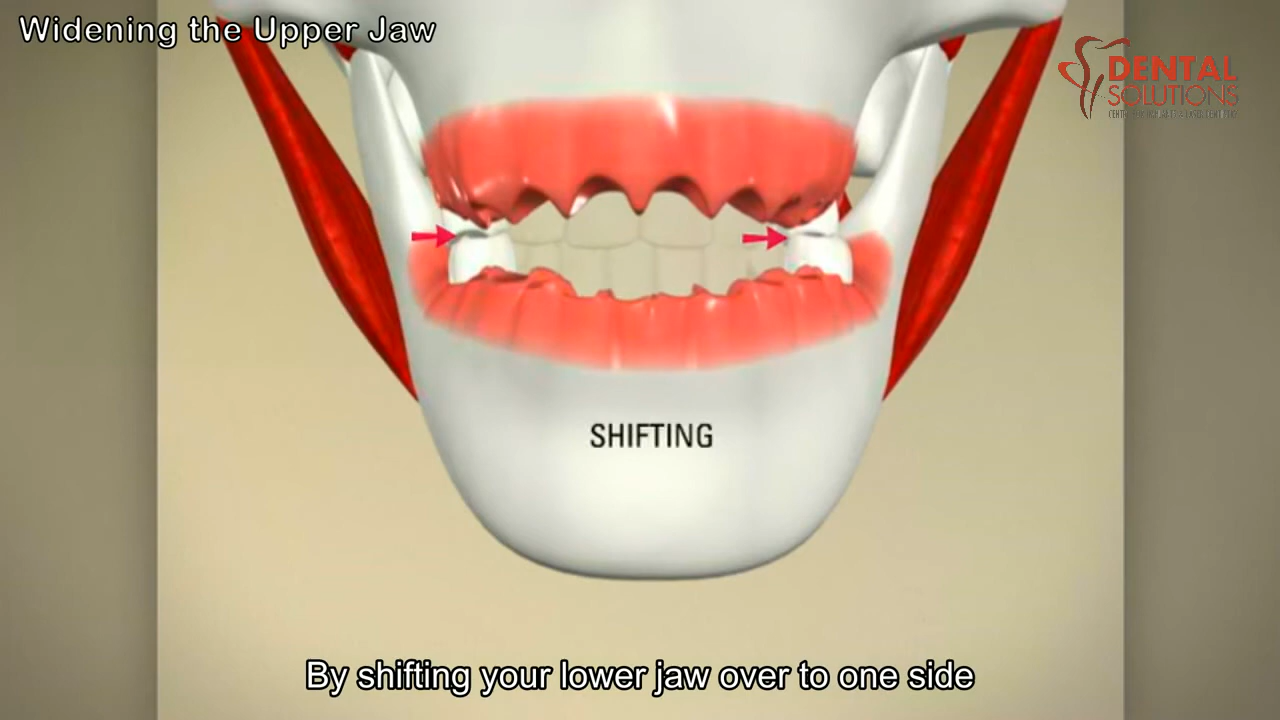 Widening the Upper Jaw
DENTAL
SOLUTIONS
SHIFTING
By shifting your lower jaw over to one side